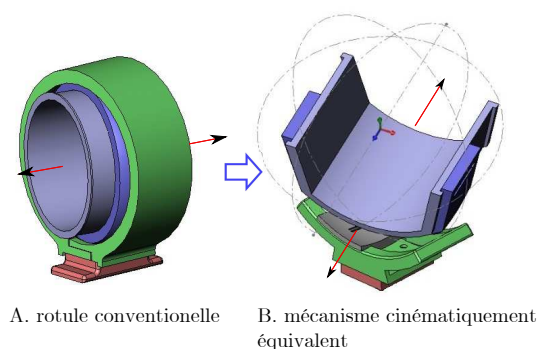 A. rotule conventionelle
B. mécanisme cinématiquement
équivalent